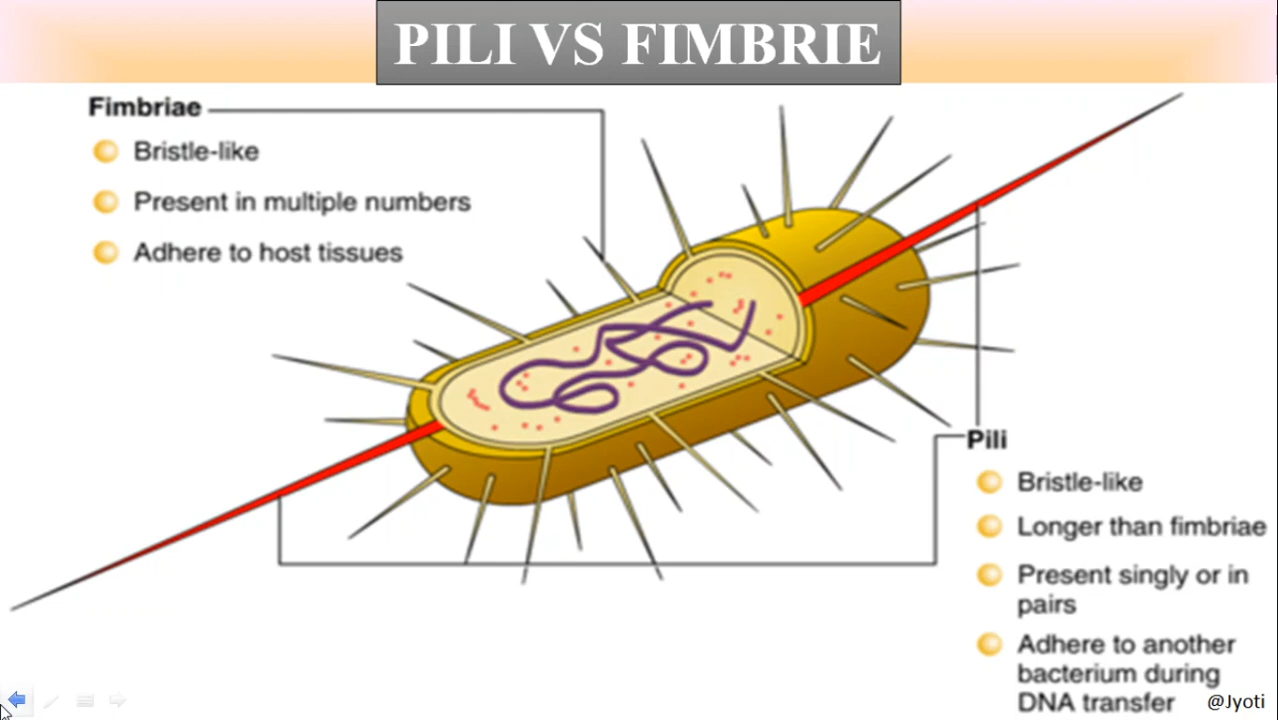 PILI VS FIMBRIE
Fimbriae
Bristle-like
Present in multiple numbers
Adhere to host tissues
Pili
Bristle-like
Longer than fimbriae
Present singly or in
pairs
Adhere to another
bacterium during
DNA transfer
@Jyoti